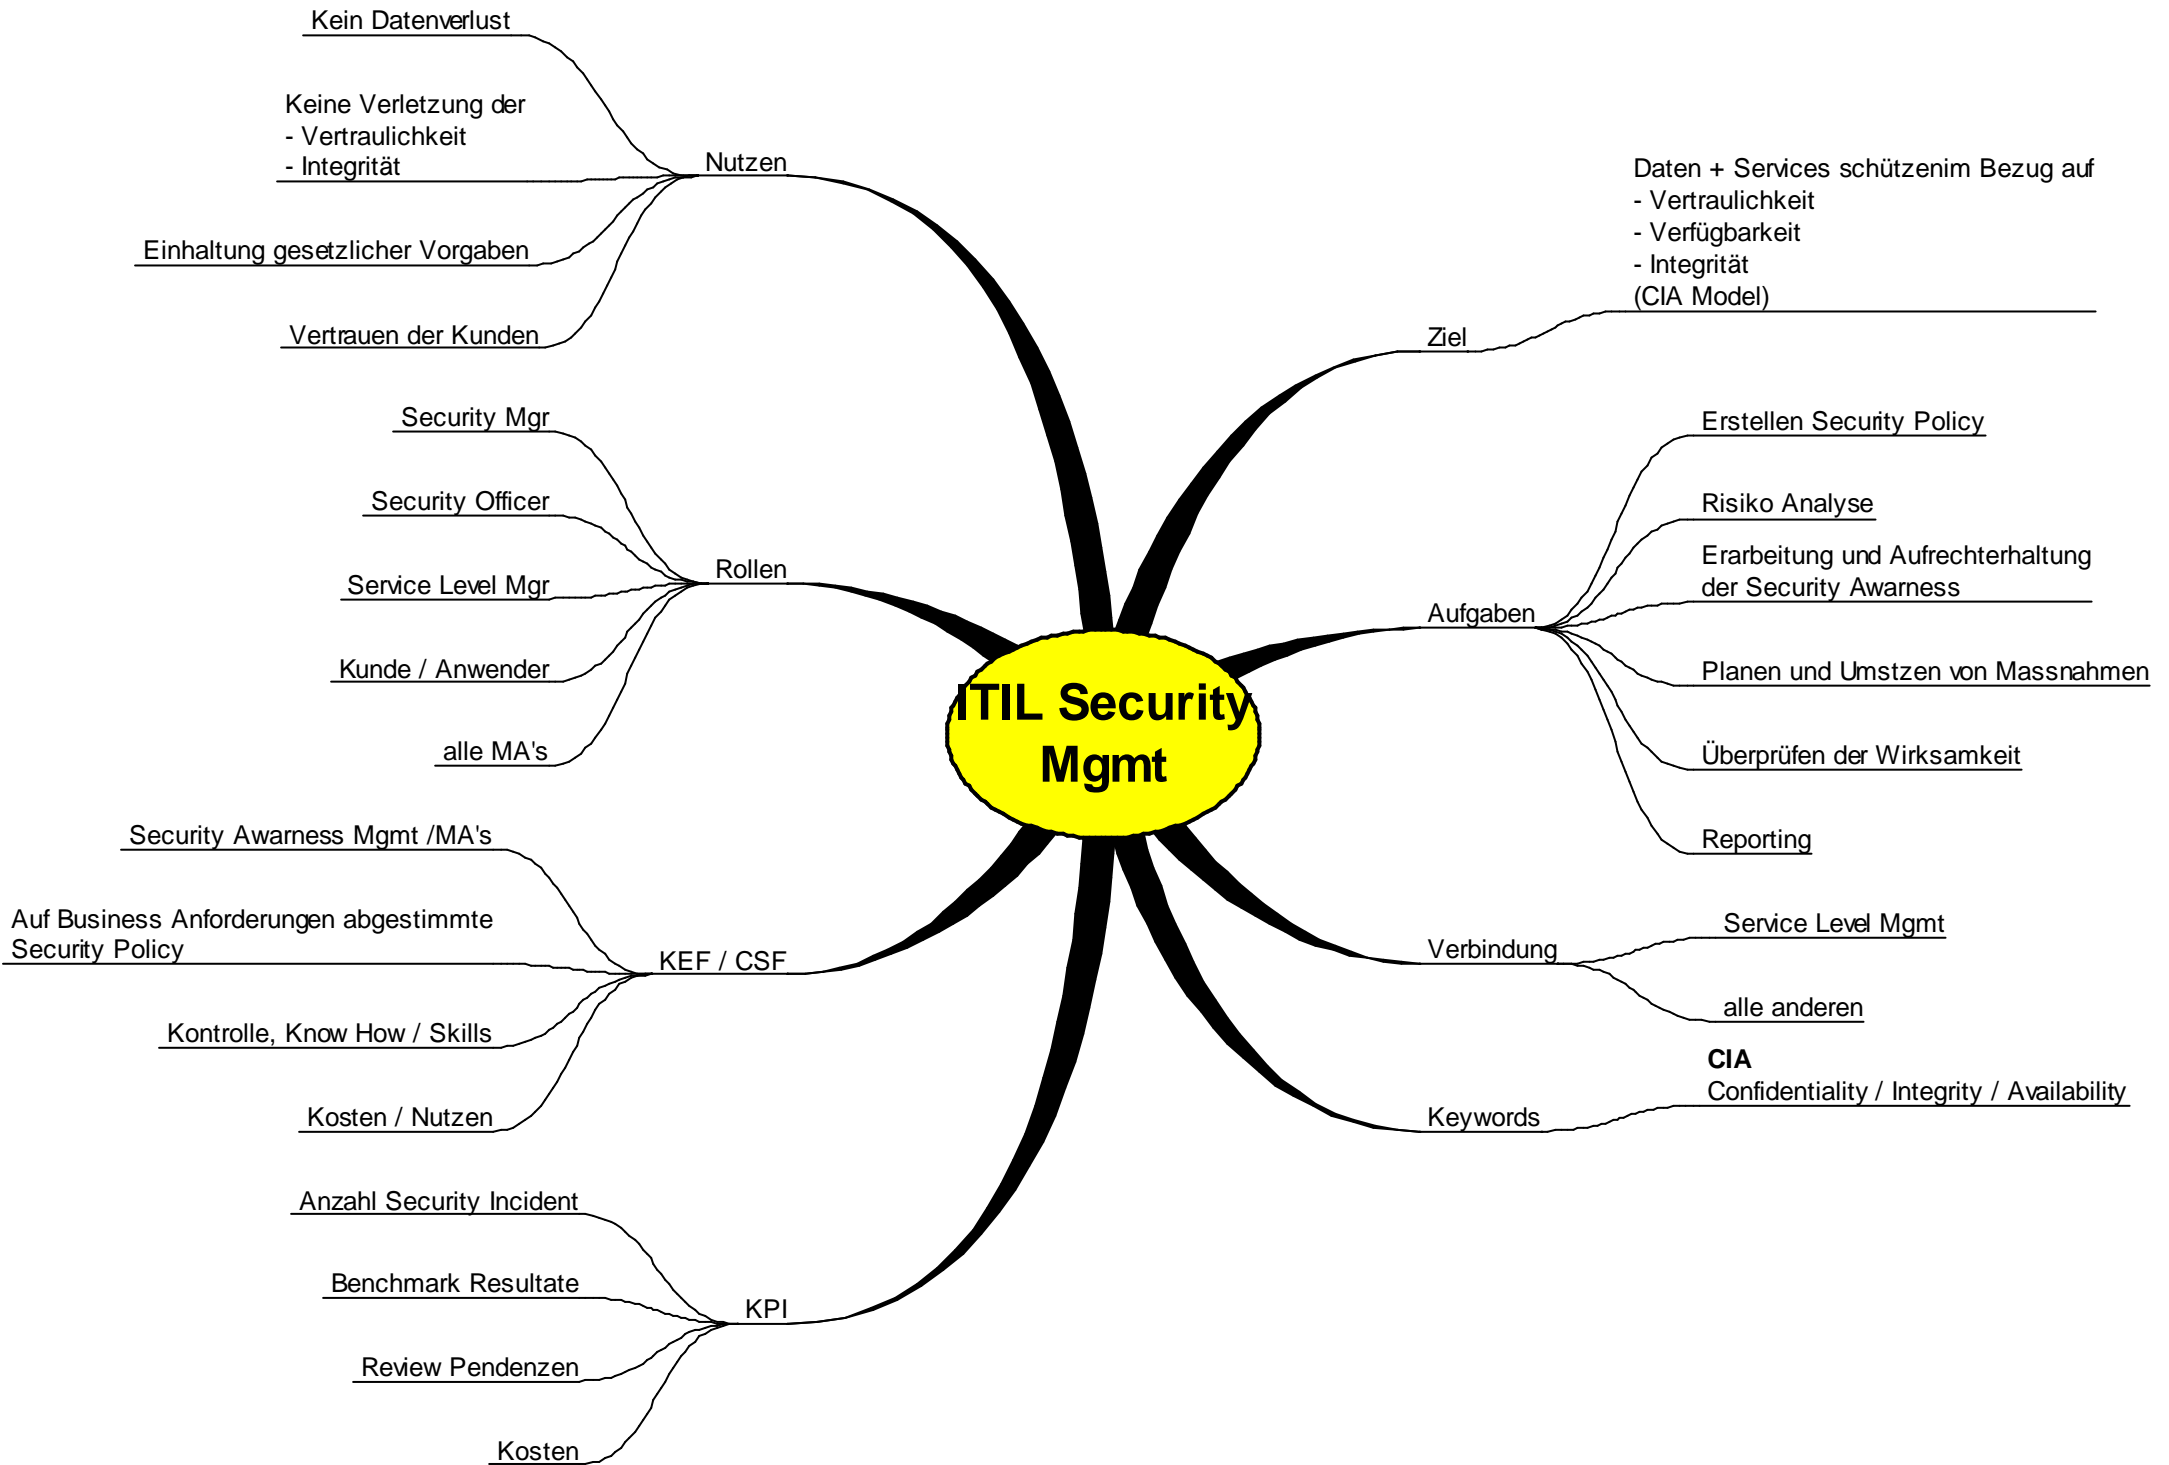 ITIL Security
Mgmt
Nutzen
Kein Datenverlust
Keine Verletzung der
- Vertraulichkeit
- Integrität
Einhaltung gesetzlicher Vorgaben
Vertrauen der Kunden
Rollen
Security Mgr
Security Officer
Service Level Mgr
Kunde / Anwender
alle MA's
KEF / CSF
Security Awarness Mgmt /MA's
Auf Business Anforderungen abgestimmte
Security Policy
Kontrolle, Know How / Skills
Kosten / Nutzen
KPI
Anzahl Security Incident
Benchmark Resultate
Review Pendenzen
Kosten
Ziel
Daten + Services schützenim Bezug auf
- Vertraulichkeit
- Verfügbarkeit
- Integrität
(CIA Model)
Aufgaben
Erstellen Security Policy
Risiko Analyse
Erarbeitung und Aufrechterhaltung
der Security Awarness
Planen und Umstzen von Massnahmen
Überprüfen der Wirksamkeit
Reporting
Verbindung
Service Level Mgmt
alle anderen
Keywords
CIA
Confidentiality / Integrity / Availability